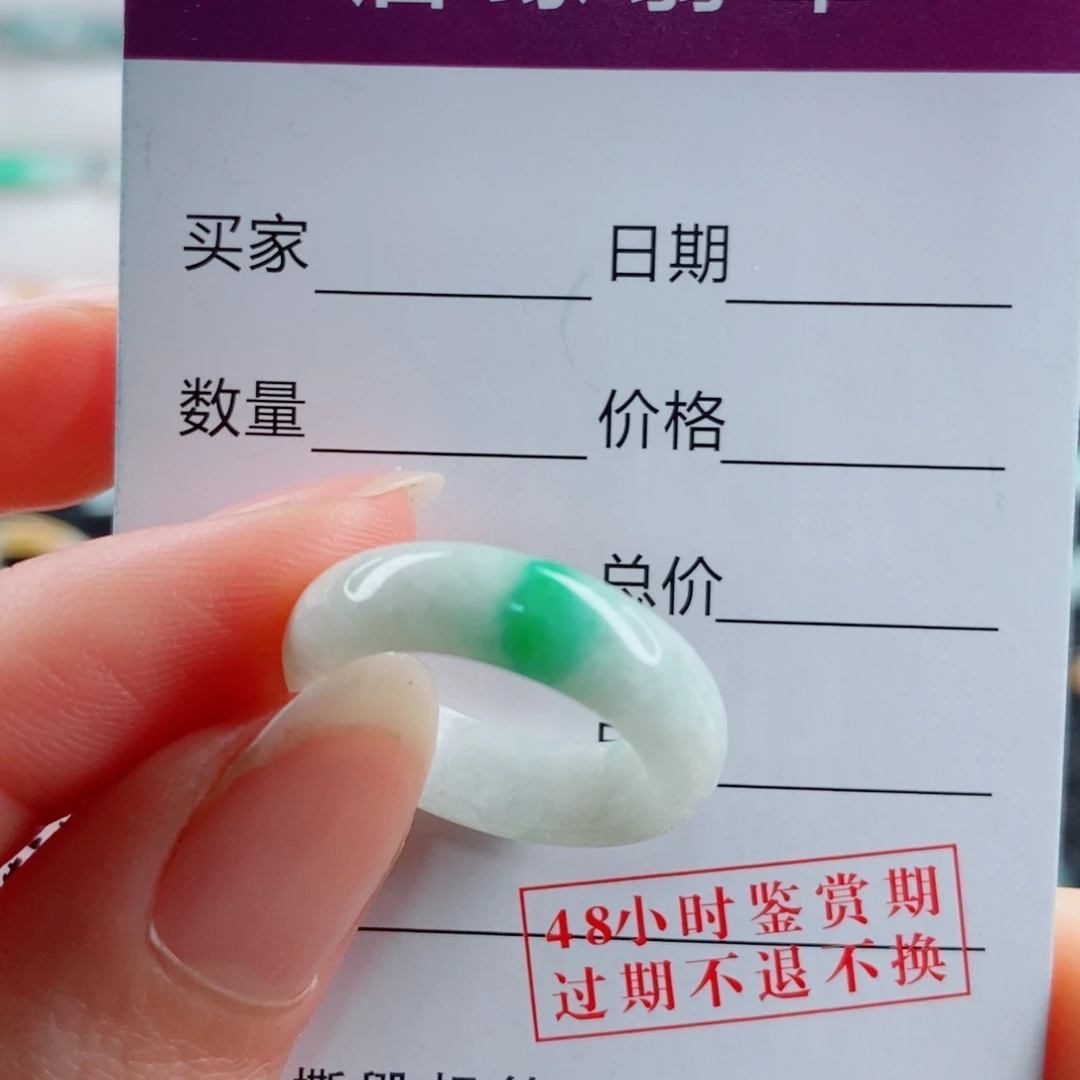 买家 日期
数量 价格
总价
48小时鉴赏期
过期不退不换